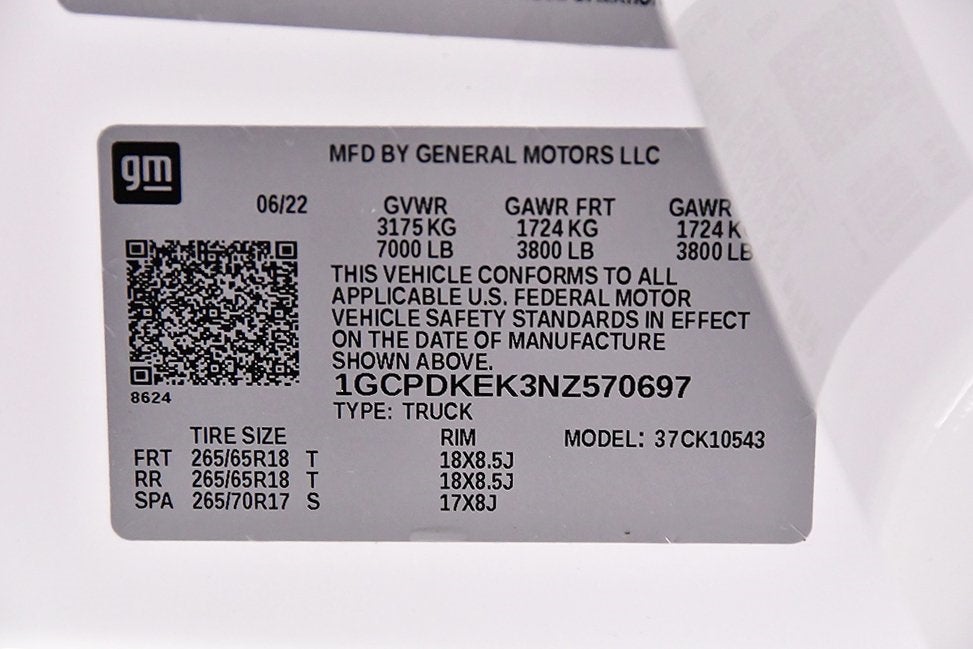 gm
MFD BY GENERAL MOTORS LLC
06/22 GVWR GAWR FRT GAWR
3175 KG 1724 KG 1724 K
7000 LB 3800 LB 3800 LB
THIS VEHICLE CONFORMS TO ALL
APPLICABLE U.S. FEDERAL MOTOR
VEHICLE SAFETY STANDARDS IN EFFECT
ON THE DATE OF MANUFACTURE
SHOWN ABOVE.
1GCPDKEK3NZ570697
8624
TYPE: TRUCK
TIRE SIZE RIM MODEL: 37CK10543
FRT 265/65R18 T 18X8.5J
RR 265/65R18 T 18X8.5J
SPA 265/70R17 S 17X8J